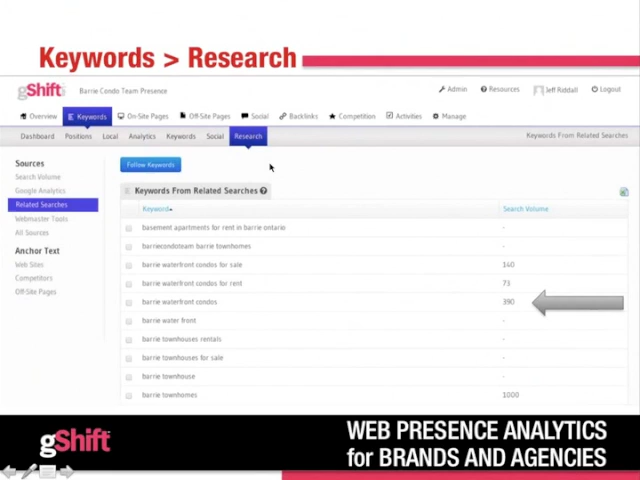 Keywords > Research
gShift
Barrie Condo Team Presence
Admin
Resources
Jeff Riddall
Logout
Overview
Keywords
On-Site Pages
Off-Site Pages
Social
Backlinks
Competition
Activities
Manage
Dashboard
Positions
Local
Analytics
Keywords
Social
Research
Keywords From Related Searches
Sources
Search Volume
Google Analytics
Related Searches
Webmaster Tools
All Sources
Anchor Text
Web Sites
Competitors
Off-Site Pages
Follow Keywords
Keywords From Related Searches
Keyword Search Volume
basement apartments for rent in barrie ontario -
barriecondoteam barrie townhomes -
barrie waterfront condos for sale 140
barrie waterfront condos for rent 73
barrie waterfront condos 390
barrie water front -
barrie townhouses rentals -
barrie townhouses for sale -
barrie townhouse -
barrie townhomes 1000
gShift
WEB PRESENCE ANALYTICS
for BRANDS AND AGENCIES